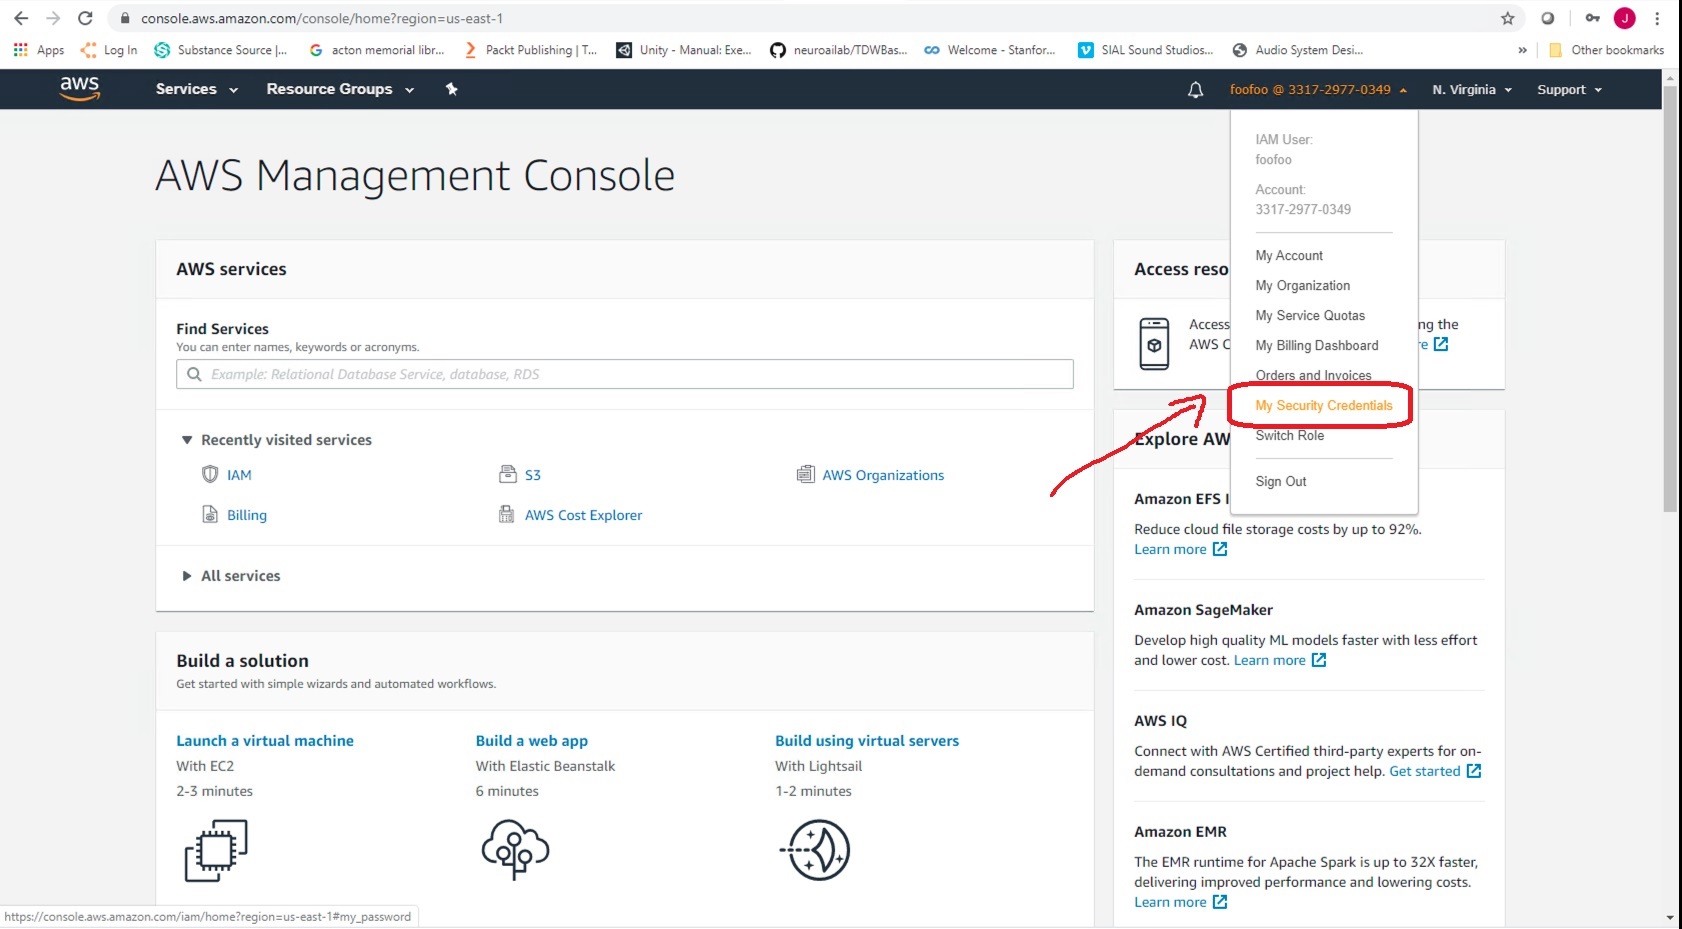 console.aws.amazon.com/console/home?region=us-east-1
J
Apps
Log In
Substance Source |...
acton memorial libr...
Packt Publishing | T...
Unity - Manual: Exe...
neuroailab/TDWBas...
Welcome - Stanfor...
SIAL Sound Studios...
Audio System Desi...
»
Other bookmarks
aws
Services
Resource Groups
foofoo @ 3317-2977-0349
N. Virginia
Support
IAM User:
foofoo
Account:
3317-2977-0349
My Account
My Organization
My Service Quotas
My Billing Dashboard
Orders and Invoices
My Security Credentials
Switch Role
Sign Out
AWS Management Console
AWS services
Find Services
You can enter names, keywords or acronyms.
Example: Relational Database Service, database, RDS
Recently visited services
IAM
S3
AWS Organizations
Billing
AWS Cost Explorer
All services
Build a solution
Get started with simple wizards and automated workflows.
Launch a virtual machine
With EC2
2-3 minutes
Build a web app
With Elastic Beanstalk
6 minutes
Build using virtual servers
With Lightsail
1-2 minutes
Access reso
Access ng the
AWS C re
Explore AW
Amazon EFS I
Reduce cloud file storage costs by up to 92%.
Learn more
Amazon SageMaker
Develop high quality ML models faster with less effort
and lower cost. Learn more
AWS IQ
Connect with AWS Certified third-party experts for on-
demand consultations and project help. Get started
Amazon EMR
The EMR runtime for Apache Spark is up to 32X faster,
delivering improved performance and lowering costs.
Learn more
https://console.aws.amazon.com/iam/home?region=us-east-1#my_password